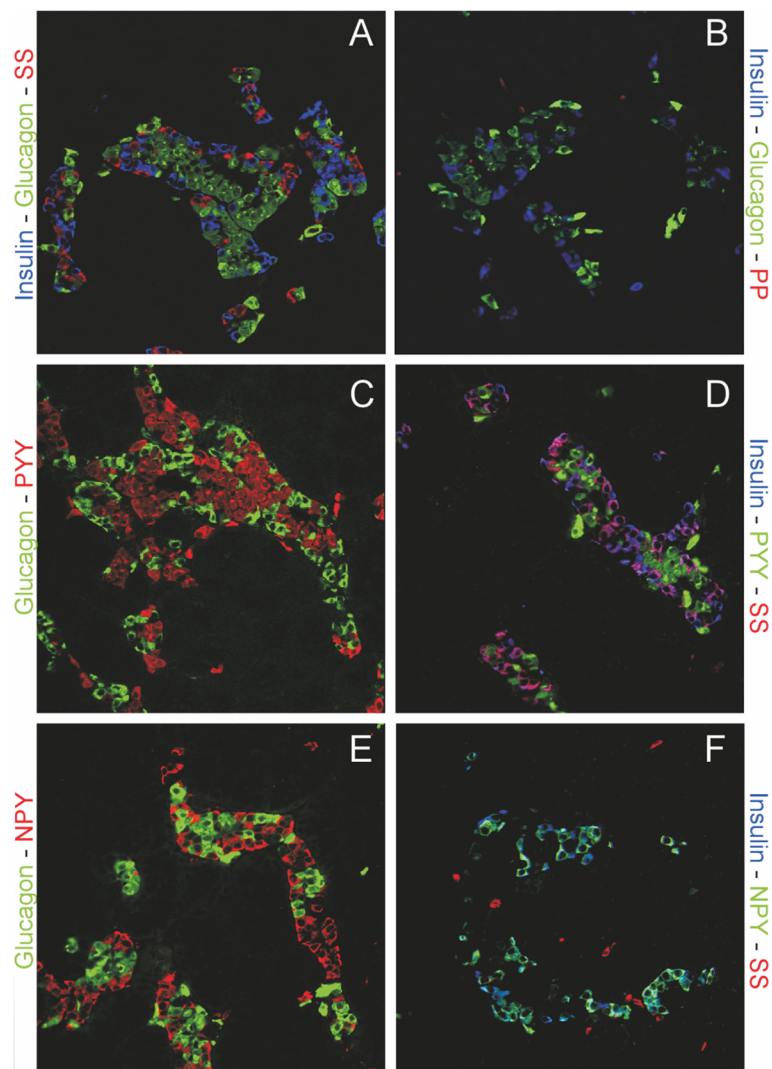 A
B
Insulin - Glucagon - SS
Insulin - Glucagon - PP
C
D
Glucagon - PYY
Insulin - PYY - SS
E
F
Glucagon - NPY
Insulin - NPY - SS